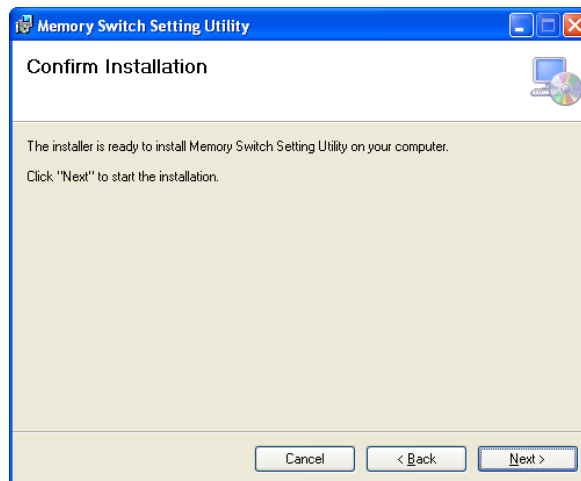 Memory Switch Setting Utility
Confirm Installation
The installer is ready to install Memory Switch Setting Utility on your computer.
Click "Next" to start the installation.
Cancel
< Back
Next >